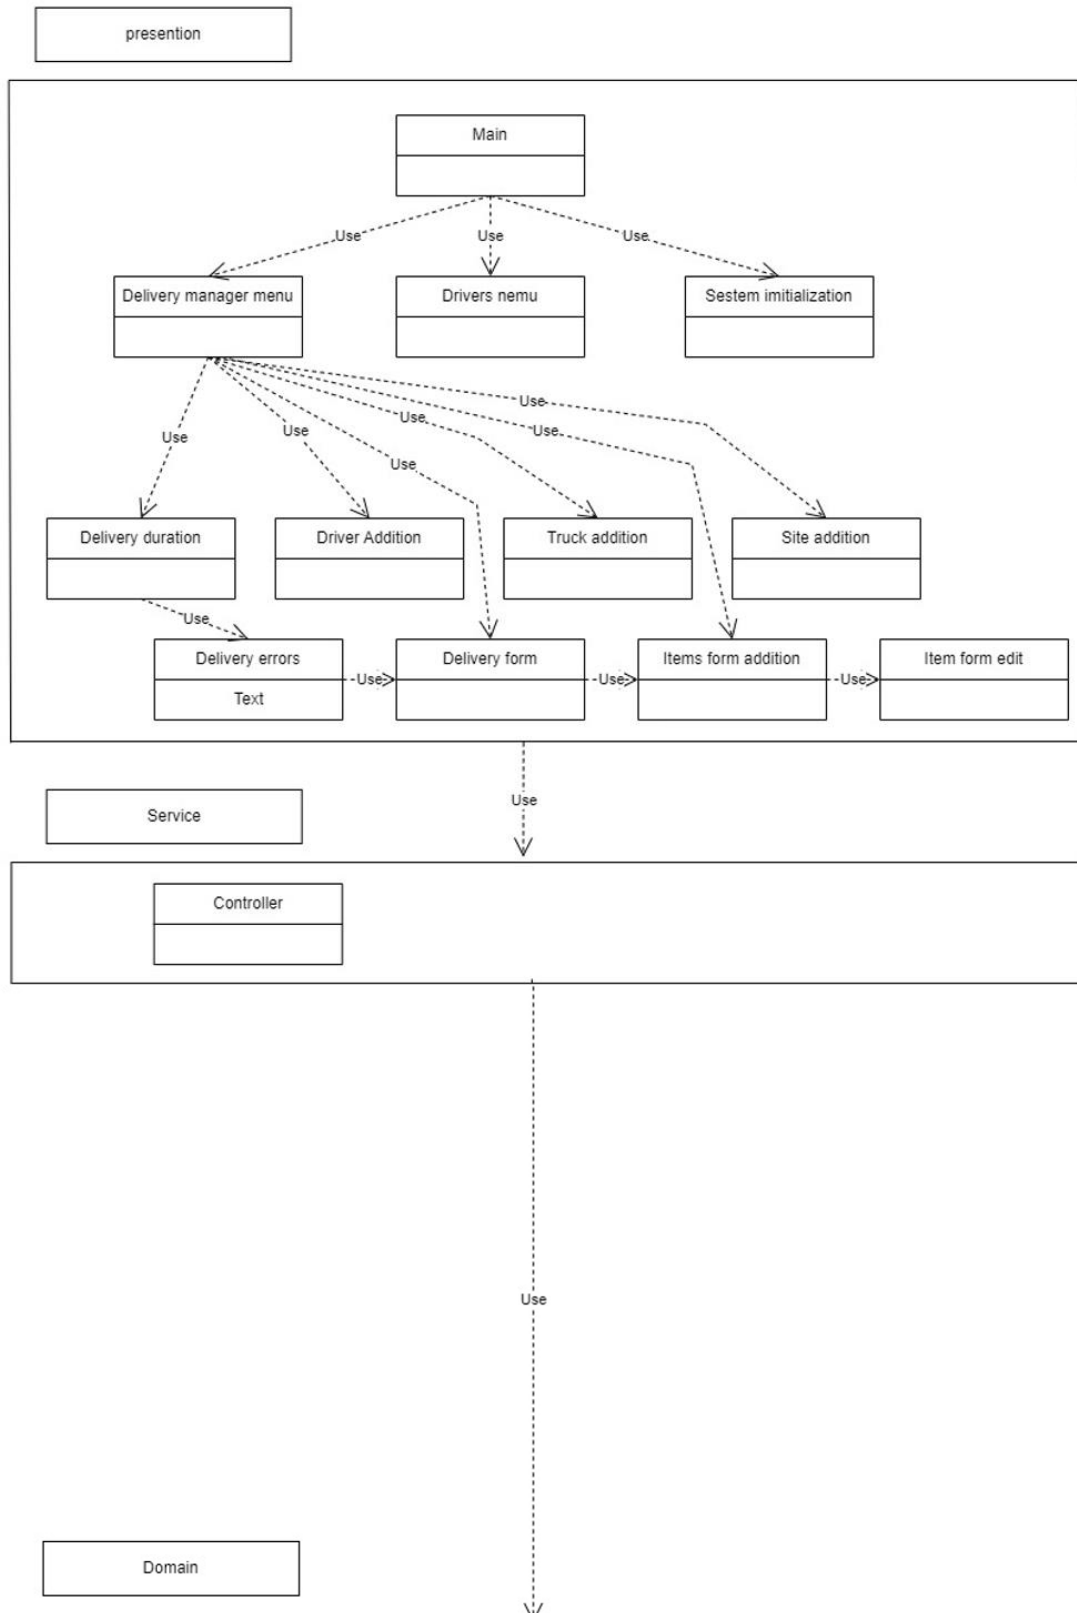 presention
Main
Use
Use
Use
Delivery manager menu
Drivers nemu
Sestem imitialization
Use
Use
Use
Use
Use
Use
Delivery duration
Driver Addition
Truck addition
Site addition
Use
Delivery errors
Text
Use
Delivery form
Use
Items form addition
Use
Item form edit
Use
Service
Controller
Use
Domain